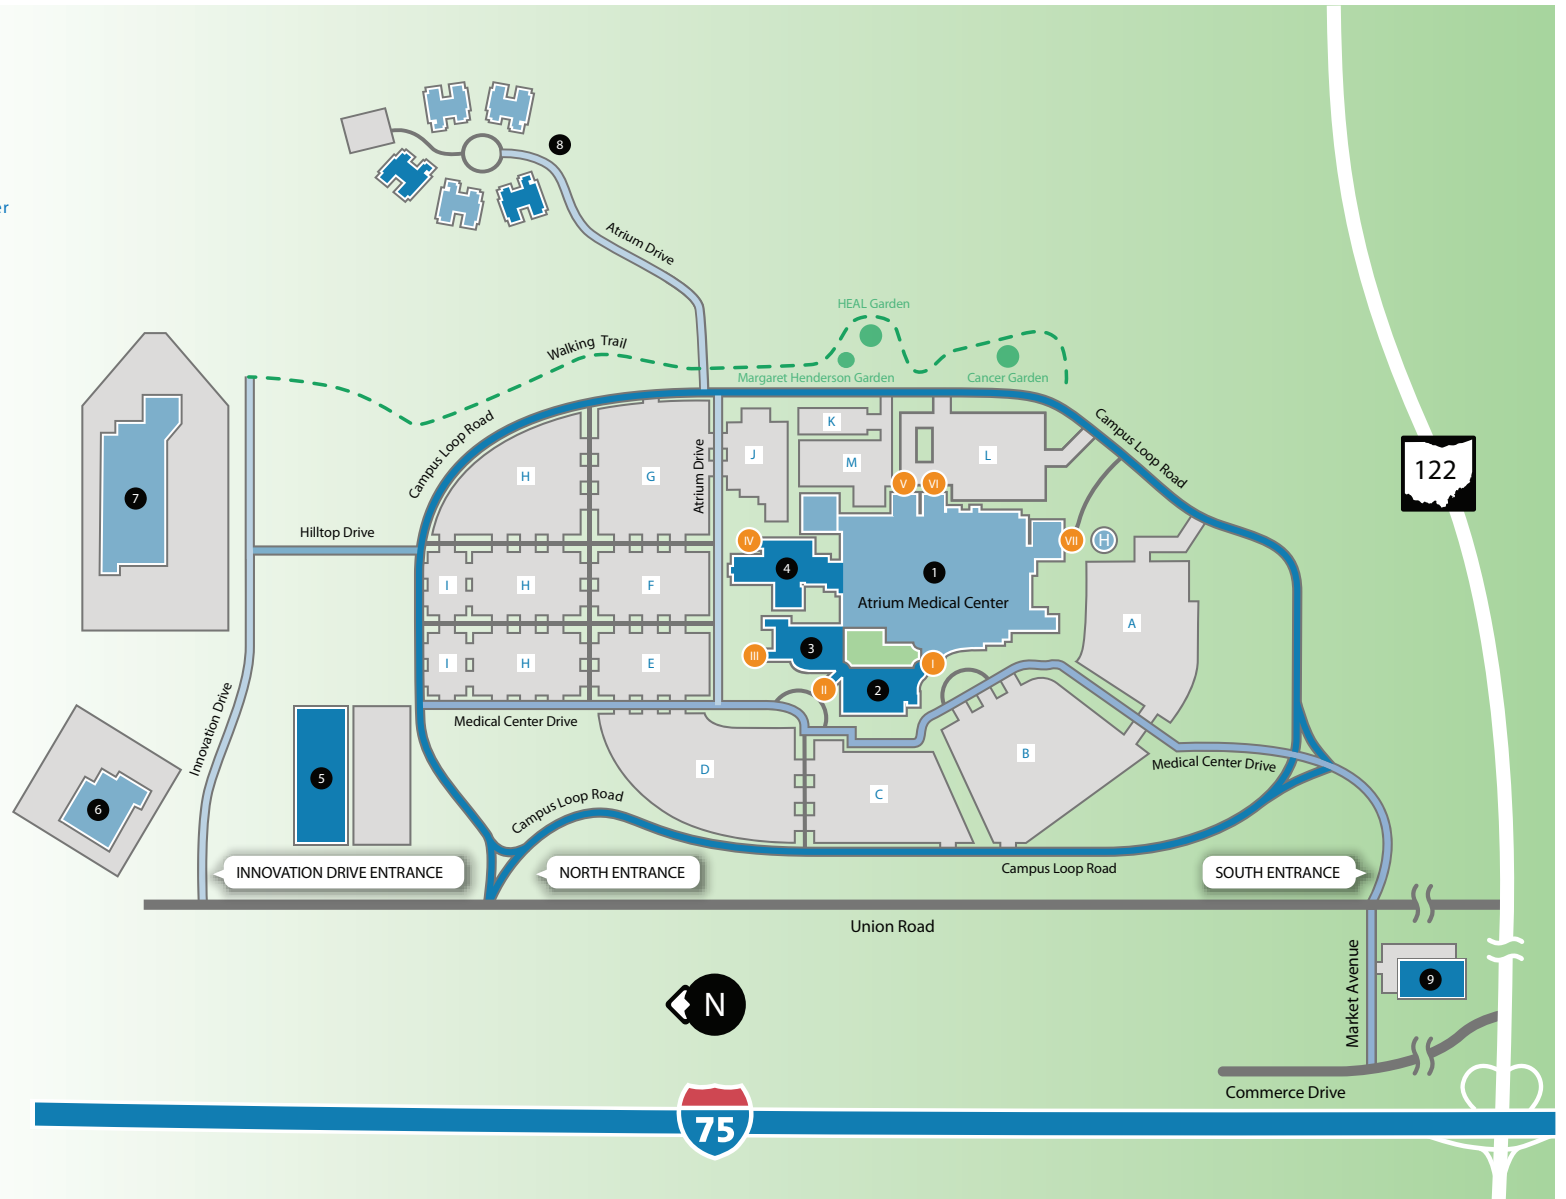 8
er
Atrium Drive
HEAL Garden
Walking Trail
Margaret Henderson Garden
Cancer Garden
Campus Loop Road
Campus Loop Road
K
J
M
L
H
G
Atrium Drive
122
V
VI
7
Hilltop Drive
IV
VII
H
4
1
I
H
F
Atrium Medical Center
A
I
H
E
III
3
I
II
2
Innovation Drive
Medical Center Drive
D
B
Medical Center Drive
5
C
6
Campus Loop Road
INNOVATION DRIVE ENTRANCE
NORTH ENTRANCE
Campus Loop Road
SOUTH ENTRANCE
Union Road
Market Avenue
9
N
Commerce Drive
75